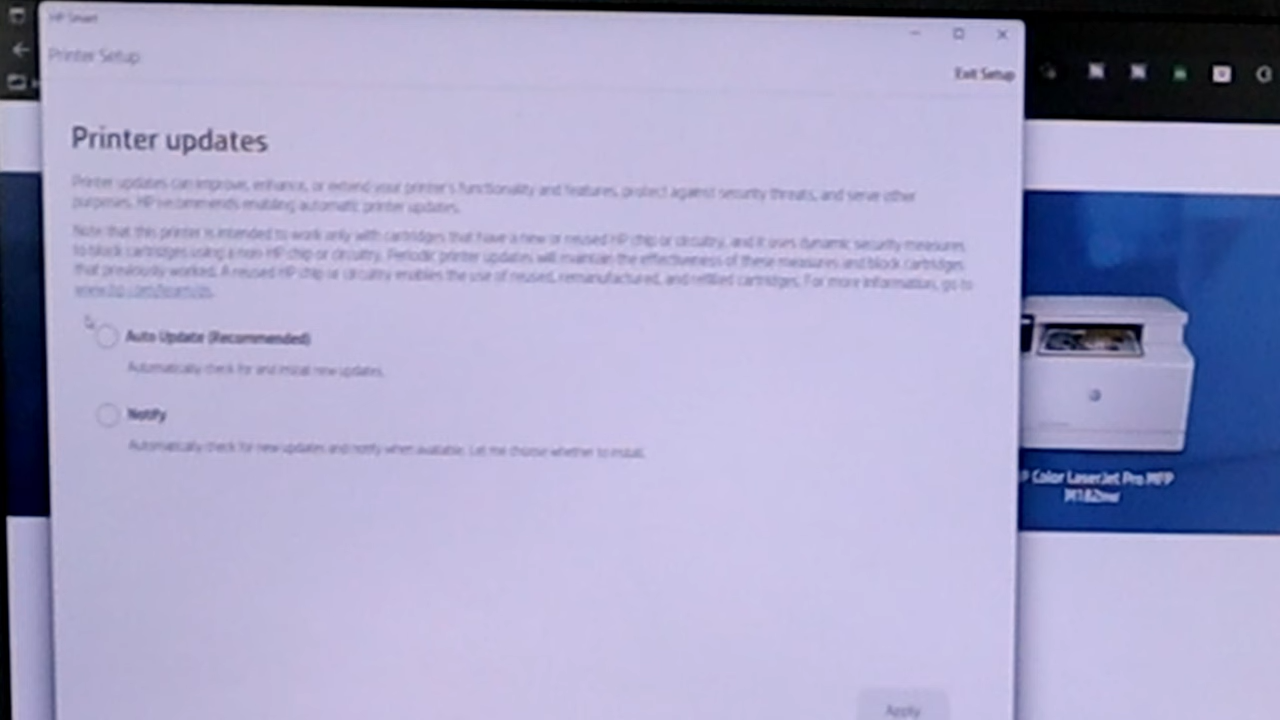 HP Smart
Printer Setup
Exit Setup
Printer updates
Printer updates can improve, enhance, or extend your printer's functionality and features, protect against security threats, and serve other
purposes. HP recommends enabling automatic printer updates.
Note that this printer is intended to work only with cartridges that have a new or reused HP chip or circuitry, and it uses dynamic security measures
to block cartridges using a non-HP chip or circuitry. Periodic printer updates will maintain the effectiveness of these measures and block cartridges
that previously worked. A reused HP chip or circuitry enables the use of reused, remanufactured, and refilled cartridges. For more information, go to
www.hp.com/learn/ds
Auto Update (Recommended)
Automatically check for and install new updates.
Notify
Automatically check for new updates and notify when available. Let me choose whether to install.
Apply
P Color LaserJet Pro MFP
M182nw